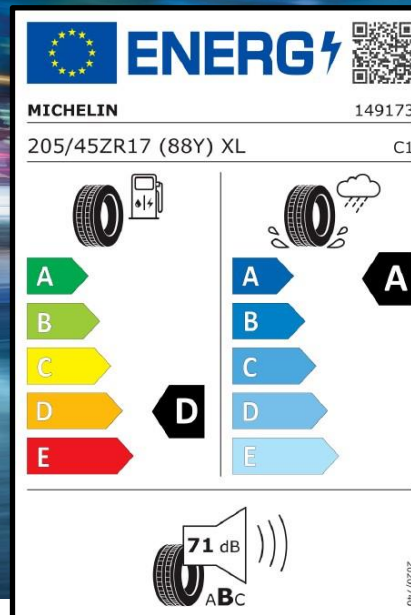 ENERG
MICHELIN 149173
205/45ZR17 (88Y) XL C1
A A A
B B
C C
D D D
E E
71 dB
ABC